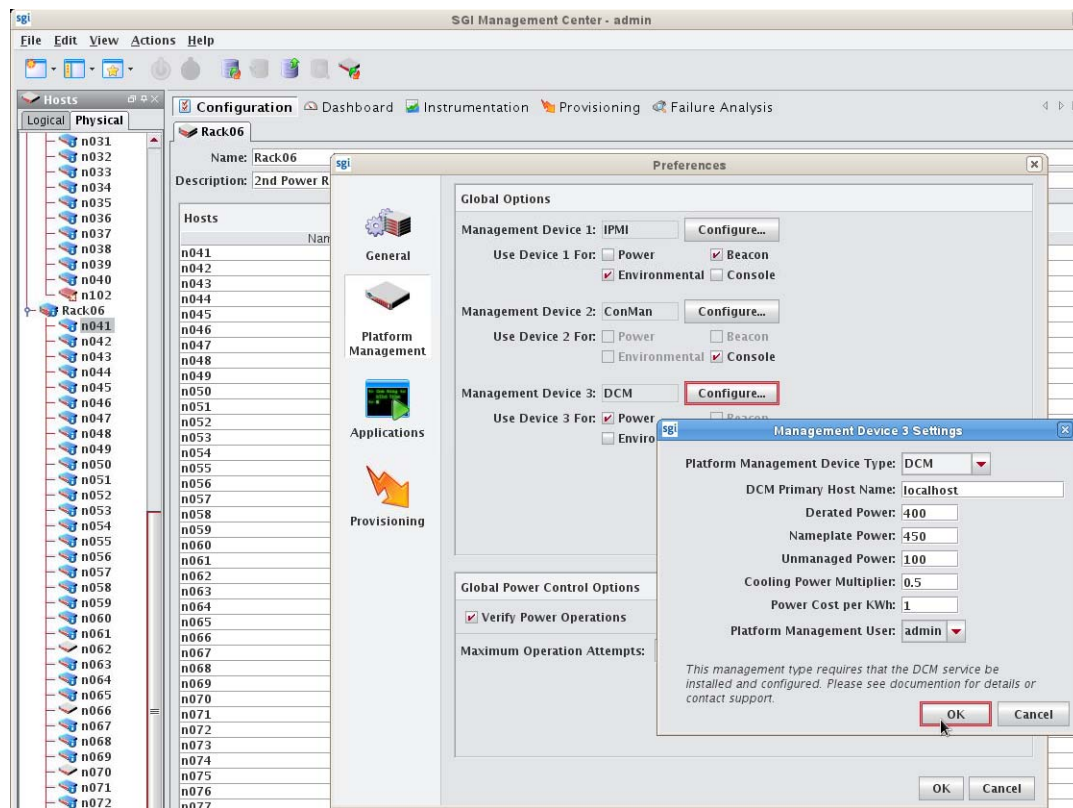 sgi SGI Management Center - admin
File Edit View Actions Help
Hosts
Logical Physical
n031
n032
n033
n034
n035
n036
n037
n038
n039
n040
n102
Rack06
n041
n042
n043
n044
n045
n046
n047
n048
n049
n050
n051
n052
n053
n054
n055
n056
n057
n058
n059
n060
n061
n062
n063
n064
n065
n066
n067
n068
n069
n070
n071
n072
Configuration Dashboard Instrumentation Provisioning Failure Analysis
Rack06
Name: Rack06
Description: 2nd Power R
Hosts
Nam
n041
n042
n043
n044
n045
n046
n047
n048
n049
n050
n051
n052
n053
n054
n055
n056
n057
n058
n059
n060
n061
n062
n063
n064
n065
n066
n067
n068
n069
n070
n071
n072
n073
n074
n075
n076
n077
sgi Preferences
General
Platform
Management
Applications
Provisioning
Global Options
Management Device 1: IPMI Configure...
Use Device 1 For: Power Beacon
Environmental Console
Management Device 2: ConMan Configure...
Use Device 2 For: Power Beacon
Environmental Console
Management Device 3: DCM Configure...
Use Device 3 For: Power Beacon
Enviro
Global Power Control Options
Verify Power Operations
Maximum Operation Attempts:
OK Cancel
sgi Management Device 3 Settings
Platform Management Device Type: DCM
DCM Primary Host Name: localhost
Derated Power: 400
Nameplate Power: 450
Unmanaged Power: 100
Cooling Power Multiplier: 0.5
Power Cost per KWh: 1
Platform Management User: admin
This management type requires that the DCM service be
installed and configured. Please see documention for details or
contact support.
OK Cancel